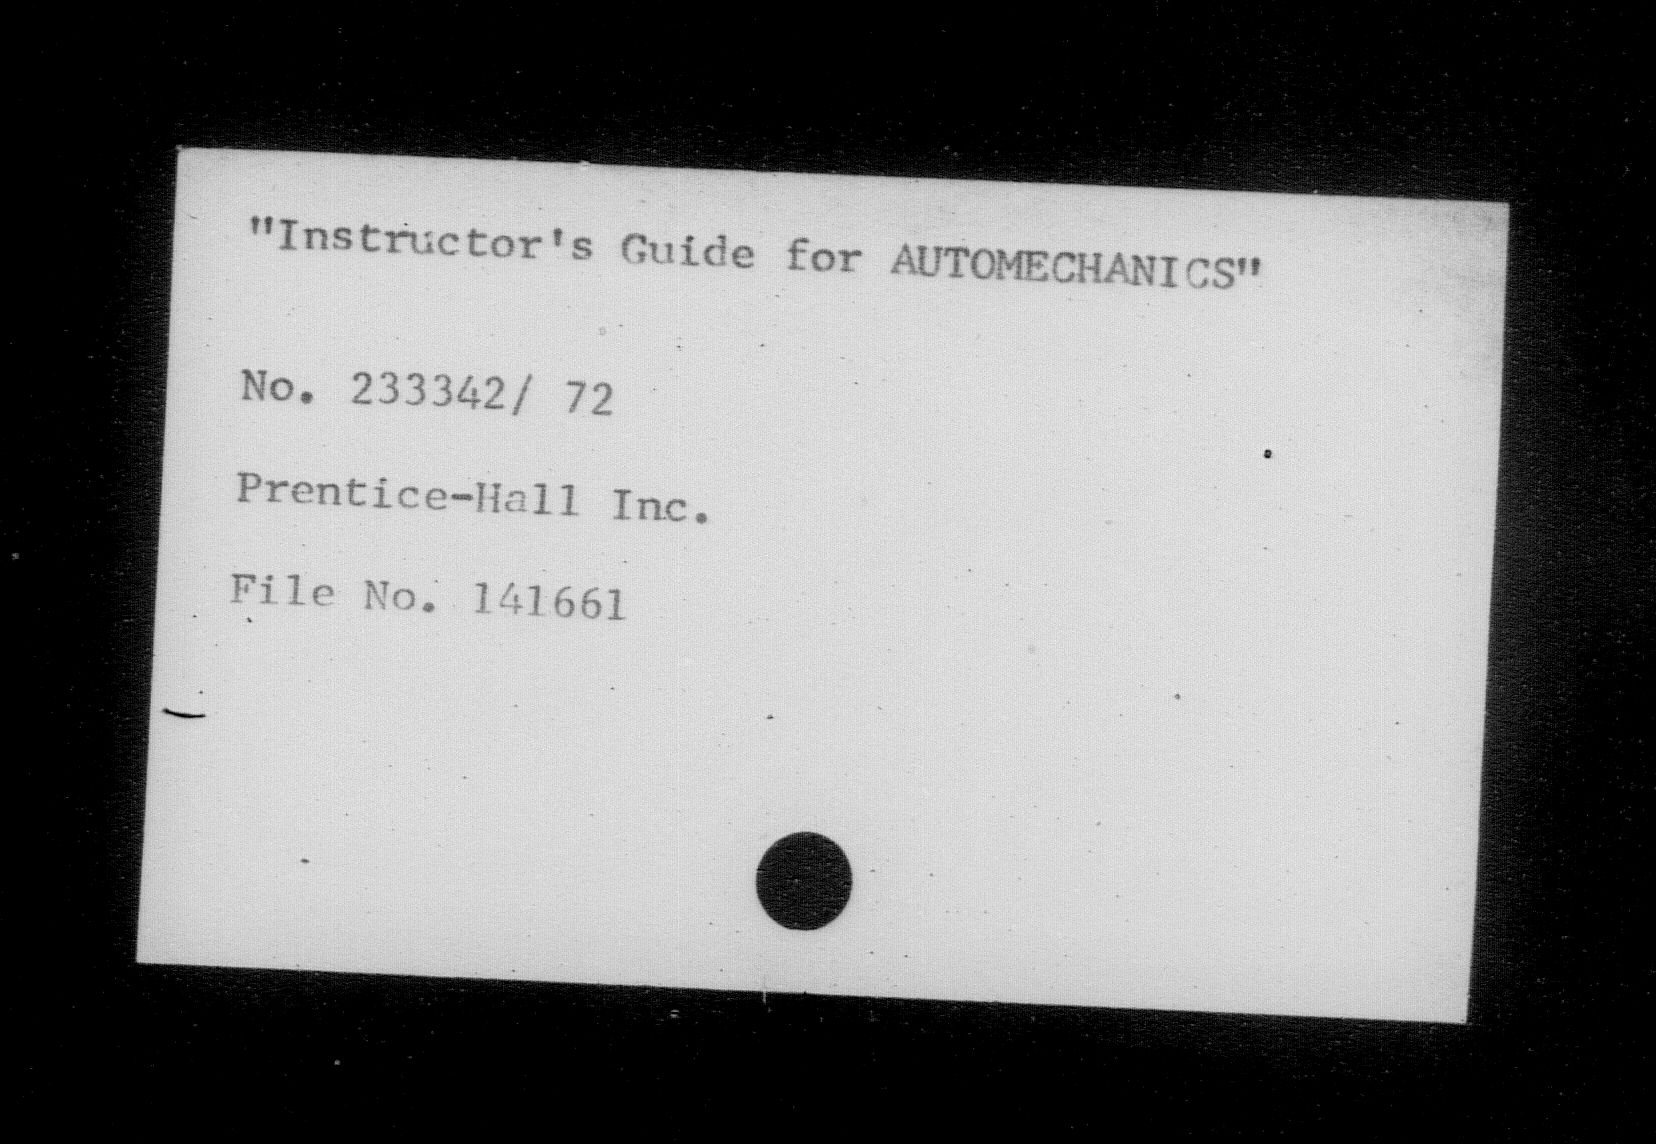 "Instructor's Guide for AUTOMECHANICS"
No. 233342/ 72
Prentice-Hall Inc.
File No. 141661